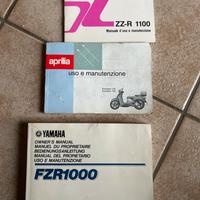 ZZ-R 1100
Manuale d'uso e manutenzione
aprilia
uso e manutenzione
YAMAHA
OWNER'S MANUAL
MANUEL DU PROPRIETAIRE
BEDIENUNGSANLEITUNG
MANUAL DEL PROPIETARIO
USO E MANUTENZIONE
FZR1000